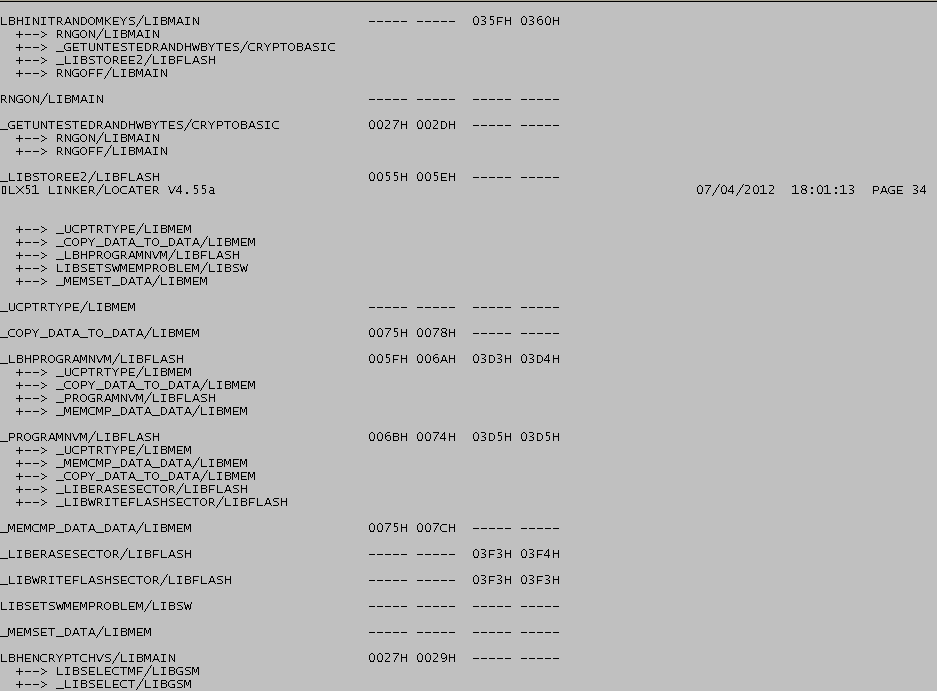 LBHINITRANDOMKEYS/LIBMAIN                     ----- -----  035FH 0360H
  +--> RNGON/LIBMAIN
  +--> _GETUNTESTEDRANDHWBYTES/CRYPTOBASIC
  +--> _LIBSTOREE2/LIBFLASH
  +--> RNGOFF/LIBMAIN
RNGON/LIBMAIN                                 ----- -----  ----- -----
_GETUNTESTEDRANDHWBYTES/CRYPTOBASIC           0027H 002DH  ----- -----
  +--> RNGON/LIBMAIN
  +--> RNGOFF/LIBMAIN
_LIBSTOREE2/LIBFLASH                          0055H 005EH  ----- -----
LX51 LINKER/LOCATER V4.55a                                                            07/04/2012  18:01:13  PAGE 34
  +--> _UCPTRTYPE/LIBMEM
  +--> _COPY_DATA_TO_DATA/LIBMEM
  +--> _LBHPROGRAMNVM/LIBFLASH
  +--> LIBSETSWMEMPROBLEM/LIBSW
  +--> _MEMSET_DATA/LIBMEM
_UCPTRTYPE/LIBMEM                             ----- -----  ----- -----
_COPY_DATA_TO_DATA/LIBMEM                     0075H 0078H  ----- -----
_LBHPROGRAMNVM/LIBFLASH                       005FH 006AH  03D3H 03D4H
  +--> _UCPTRTYPE/LIBMEM
  +--> _COPY_DATA_TO_DATA/LIBMEM
  +--> _PROGRAMNVM/LIBFLASH
  +--> _MEMCMP_DATA_DATA/LIBMEM
_PROGRAMNVM/LIBFLASH                          006BH 0074H  03D5H 03D5H
  +--> _UCPTRTYPE/LIBMEM
  +--> _MEMCMP_DATA_DATA/LIBMEM
  +--> _COPY_DATA_TO_DATA/LIBMEM
  +--> _LIBERASESECTOR/LIBFLASH
  +--> _LIBWRITEFLASHSECTOR/LIBFLASH
_MEMCMP_DATA_DATA/LIBMEM                      0075H 007CH  ----- -----
_LIBERASESECTOR/LIBFLASH                      ----- -----  03F3H 03F4H
_LIBWRITEFLASHSECTOR/LIBFLASH                 ----- -----  03F3H 03F3H
LIBSETSWMEMPROBLEM/LIBSW                      ----- -----  ----- -----
_MEMSET_DATA/LIBMEM                           ----- -----  ----- -----
LBHENCRYPTCHVS/LIBMAIN                        0027H 0029H  ----- -----
  +--> LIBSELECTMF/LIBGSM
  +--> _LIBSELECT/LIBGSM